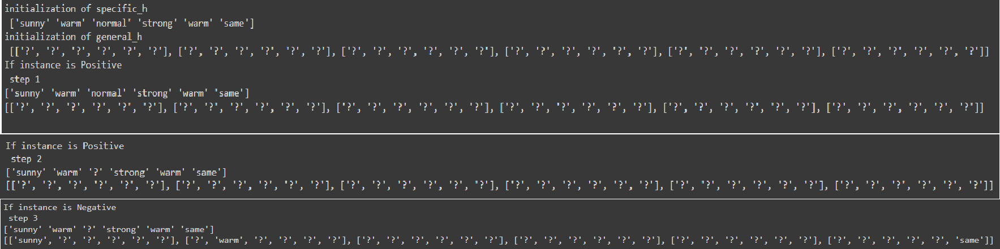 initialization of specific_h
['sunny' 'warm' 'normal' 'strong' 'warm' 'same']
initialization of general_h
[['?', '?', '?', '?', '?', '?'], ['?', '?', '?', '?', '?', '?'], ['?', '?', '?', '?', '?', '?'], ['?', '?', '?', '?', '?', '?'], ['?', '?', '?', '?', '?', '?'], ['?', '?', '?', '?', '?', '?']]
If instance is Positive
step 1
['sunny' 'warm' 'normal' 'strong' 'warm' 'same']
[['?', '?', '?', '?', '?', '?'], ['?', '?', '?', '?', '?', '?'], ['?', '?', '?', '?', '?', '?'], ['?', '?', '?', '?', '?', '?'], ['?', '?', '?', '?', '?', '?'], ['?', '?', '?', '?', '?', '?']]
If instance is Positive
step 2
['sunny' 'warm' '?' 'strong' 'warm' 'same']
[['?', '?', '?', '?', '?', '?'], ['?', '?', '?', '?', '?', '?'], ['?', '?', '?', '?', '?', '?'], ['?', '?', '?', '?', '?', '?'], ['?', '?', '?', '?', '?', '?'], ['?', '?', '?', '?', '?', '?']]
If instance is Negative
step 3
['sunny' 'warm' '?' 'strong' 'warm' 'same']
[['sunny', '?', '?', '?', '?', '?'], ['?', 'warm', '?', '?', '?', '?'], ['?', '?', '?', '?', '?', '?'], ['?', '?', '?', '?', '?', '?'], ['?', '?', '?', '?', '?', '?'], ['?', '?', '?', '?', '?', 'same']]